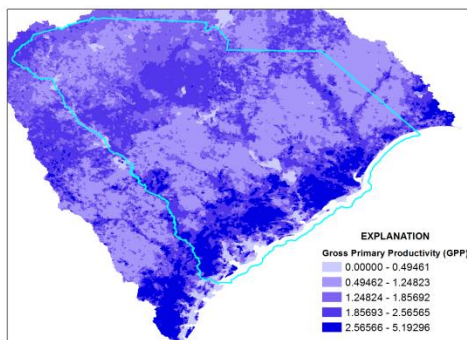 EXPLANATION
Gross Primary Productivity (GPP)
0.00000 - 0.49461
0.49462 - 1.24823
1.24824 - 1.85692
1.85693 - 2.56565
2.56566 - 5.19296